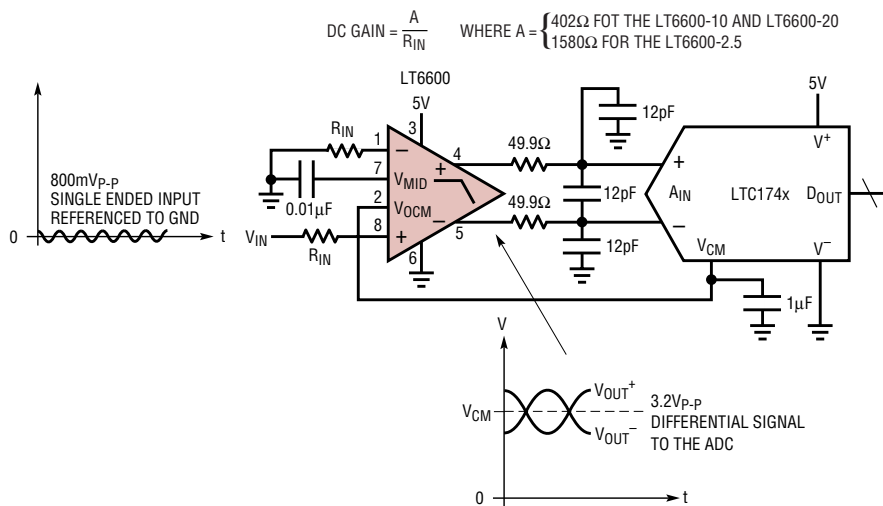 DC GAIN = A / R_IN WHERE A = { 402Ω FOT THE LT6600-10 AND LT6600-20
1580Ω FOR THE LT6600-2.5
LT6600
5V
5V
12pF
R_IN
1
3
−
4
49.9Ω
+
V+
800mV_P-P
SINGLE ENDED INPUT
REFERENCED TO GND
0.01µF
7
V_MID
+
12pF
A_IN
LTC174x
D_OUT
2
V_OCM
49.9Ω
−
0
t
V_IN
R_IN
8
+
−
5
12pF
V_CM
V−
6
1µF
V
V_OUT+
V_CM
3.2V_P-P
DIFFERENTIAL SIGNAL
TO THE ADC
V_OUT−
0
t